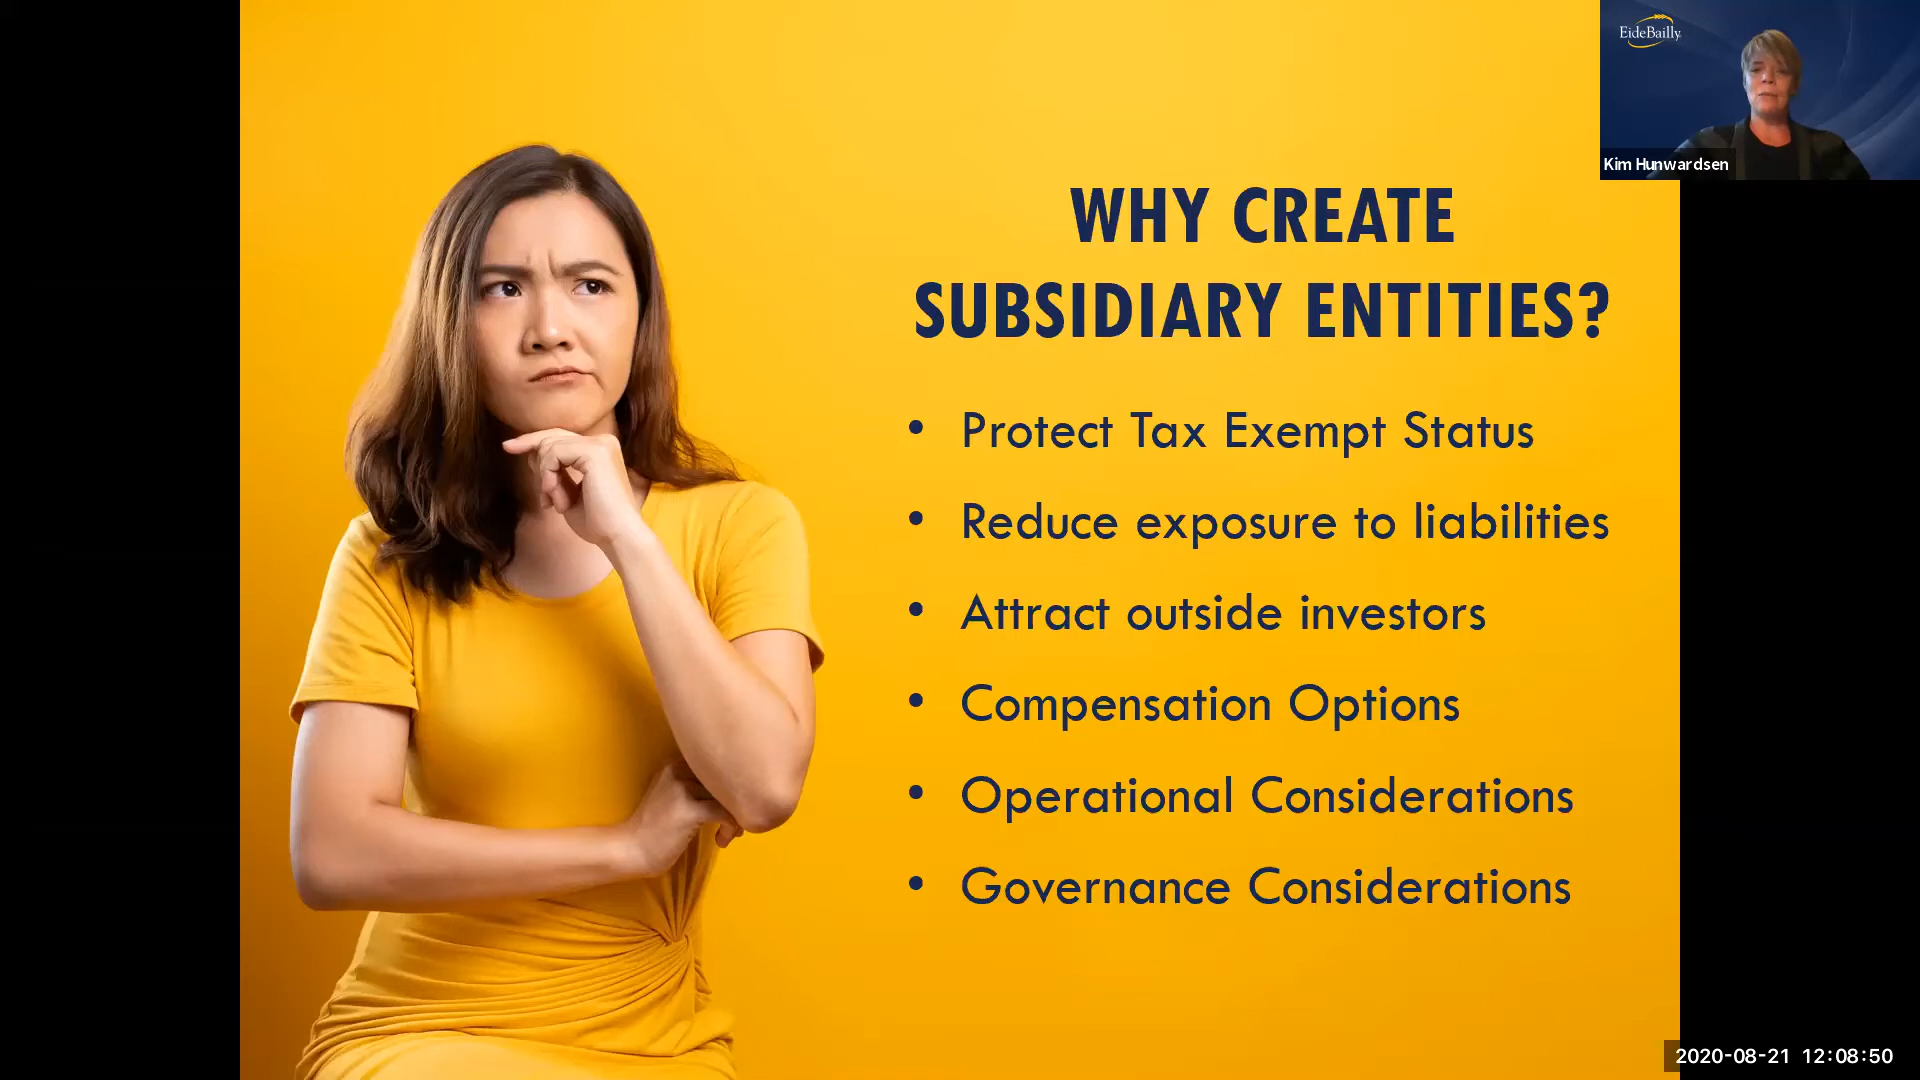 EideBailly
Kim Hunwardsen
WHY CREATE
SUBSIDIARY ENTITIES?
• Protect Tax Exempt Status
• Reduce exposure to liabilities
• Attract outside investors
• Compensation Options
• Operational Considerations
• Governance Considerations
2020-08-21 12:08:50